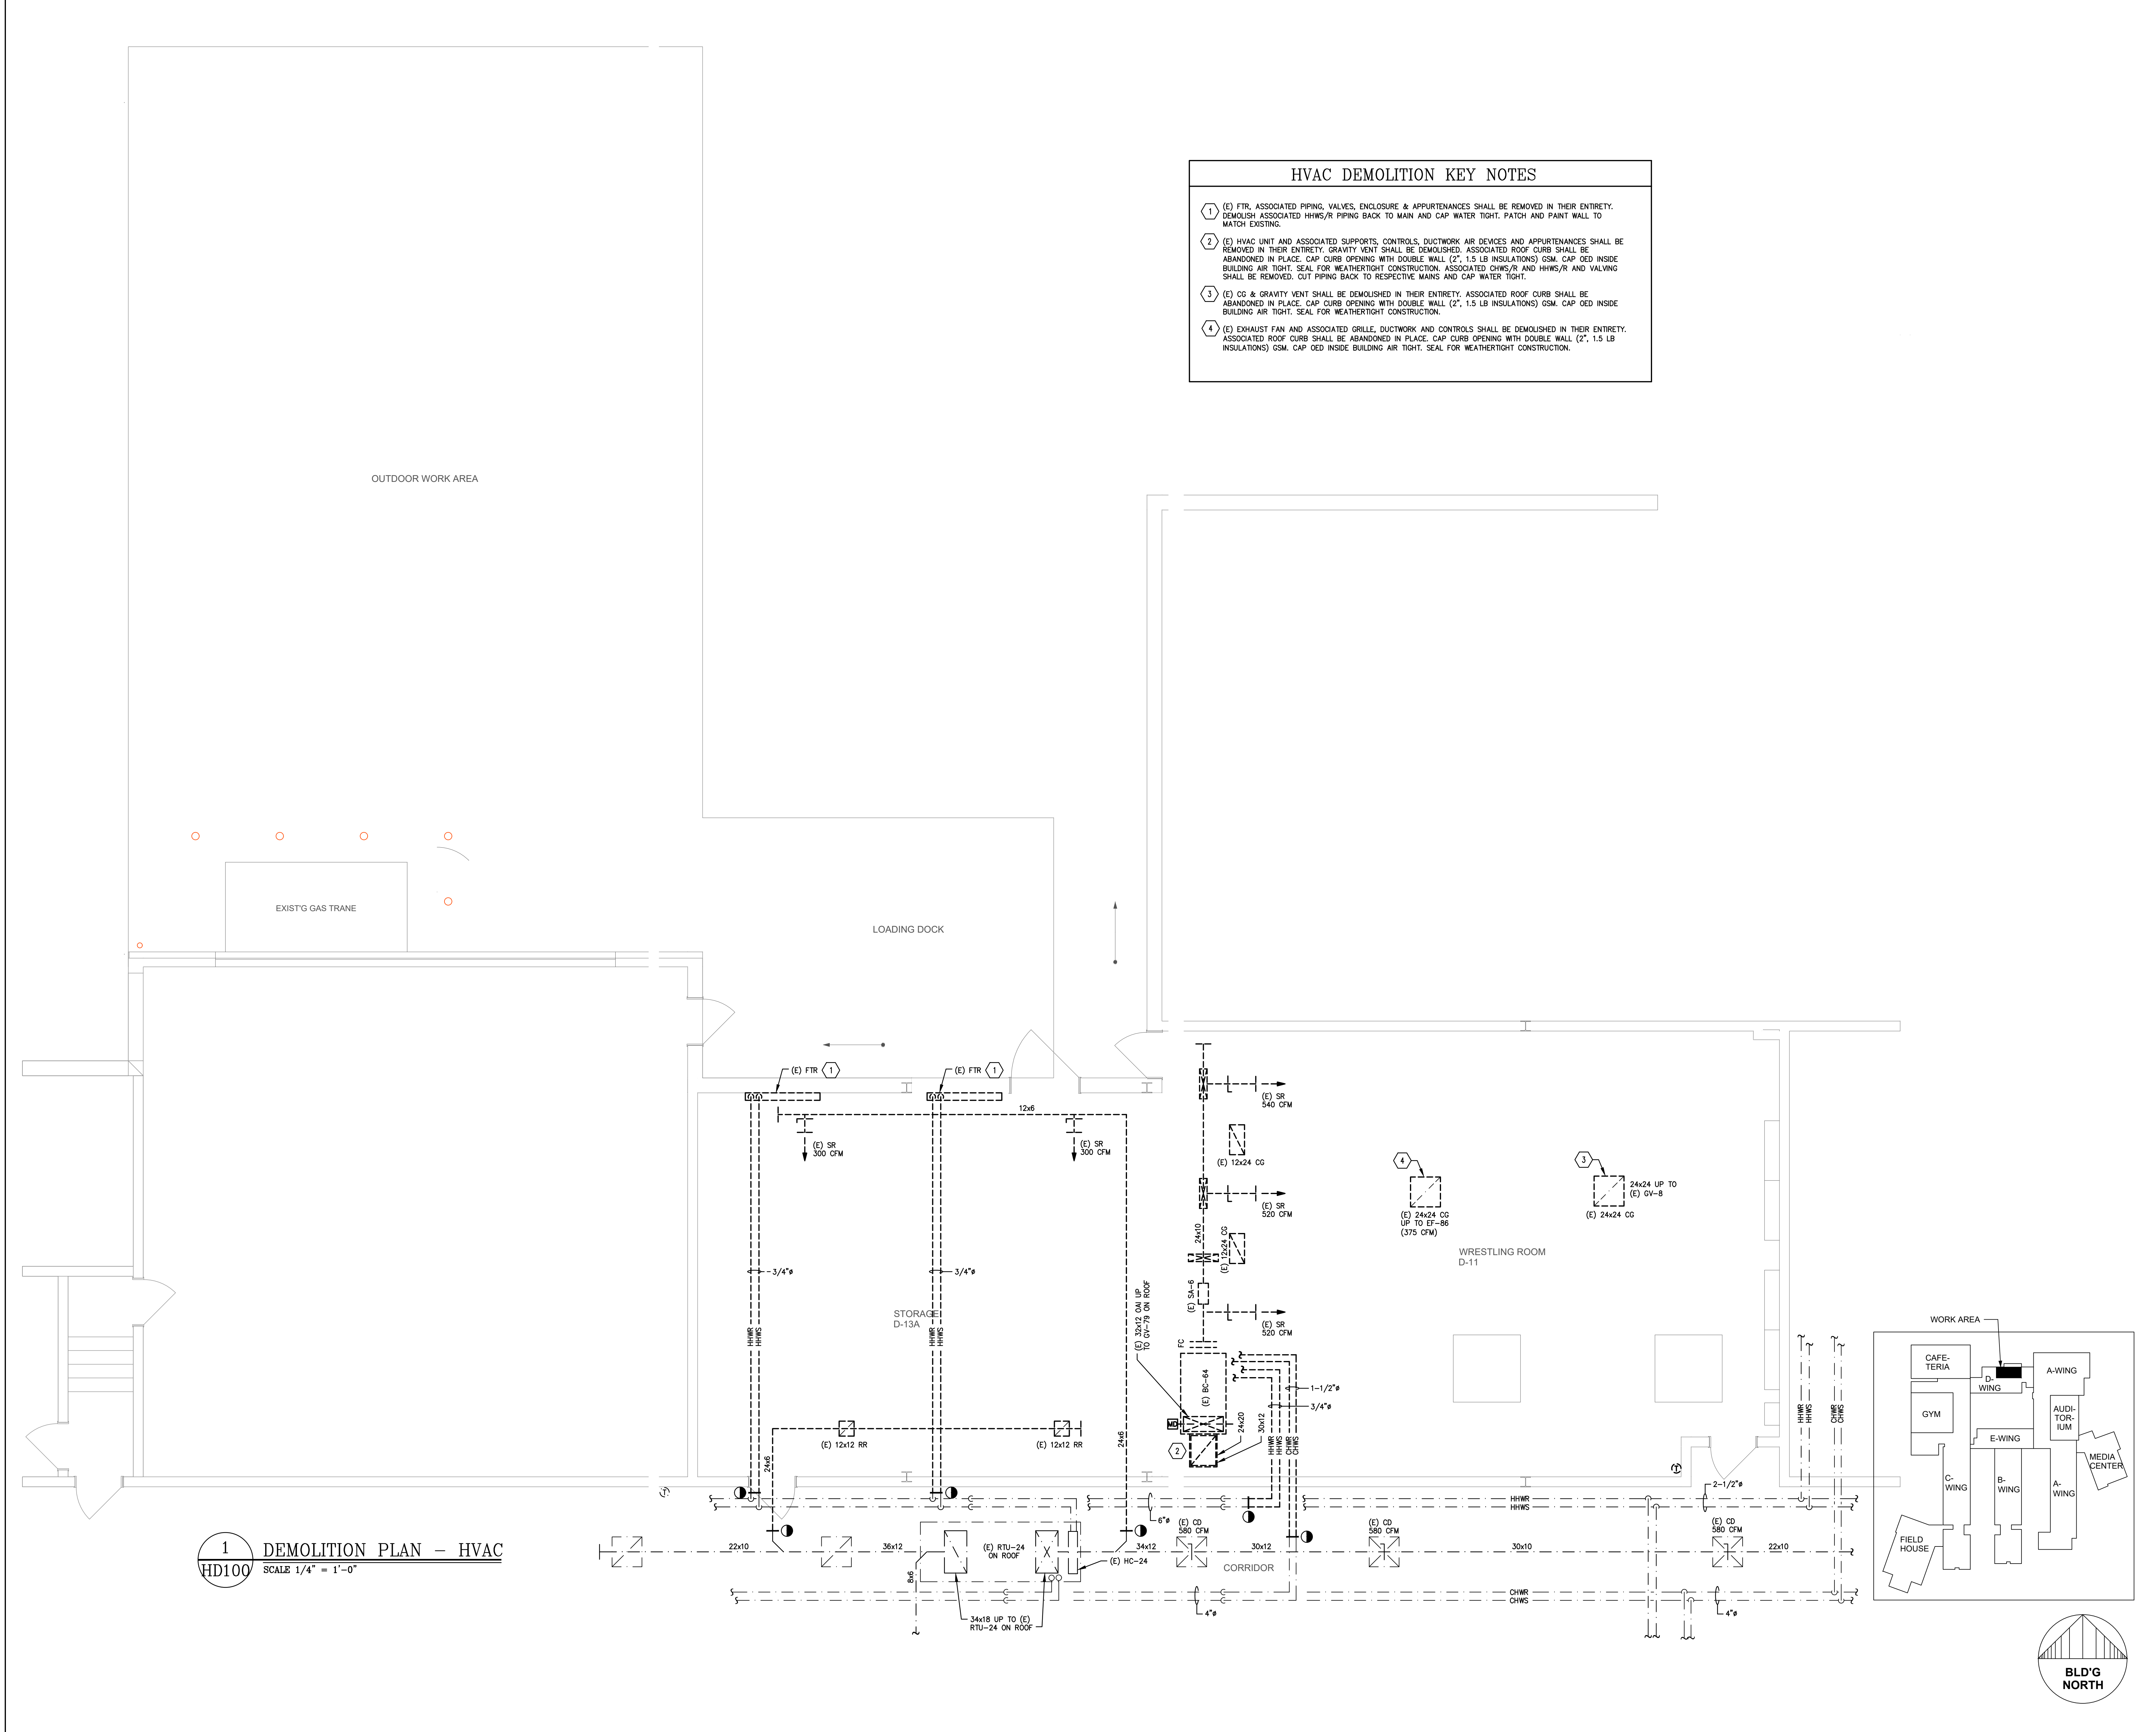 HVAC DEMOLITION KEY NOTES
1
(E) FTR, ASSOCIATED PIPING, VALVES, ENCLOSURE & APPURTENANCES SHALL BE REMOVED IN THEIR ENTIRETY.
DEMOLISH ASSOCIATED HHWS/R PIPING BACK TO MAIN AND CAP WATER TIGHT. PATCH AND PAINT WALL TO
MATCH EXISTING.
2
(E) HVAC UNIT AND ASSOCIATED SUPPORTS, CONTROLS, DUCTWORK AIR DEVICES AND APPURTENANCES SHALL BE
REMOVED IN THEIR ENTIRETY. GRAVITY VENT SHALL BE DEMOLISHED. ASSOCIATED ROOF CURB SHALL BE
ABANDONED IN PLACE. CAP CURB OPENING WITH DOUBLE WALL (2", 1.5 LB INSULATIONS) GSM. CAP OED INSIDE
BUILDING AIR TIGHT. SEAL FOR WEATHERTIGHT CONSTRUCTION. ASSOCIATED CHWS/R AND HHWS/R AND VALVING
SHALL BE REMOVED. CUT PIPING BACK TO RESPECTIVE MAINS AND CAP WATER TIGHT.
3
(E) CG & GRAVITY VENT SHALL BE DEMOLISHED IN THEIR ENTIRETY. ASSOCIATED ROOF CURB SHALL BE
ABANDONED IN PLACE. CAP CURB OPENING WITH DOUBLE WALL (2", 1.5 LB INSULATIONS) GSM. CAP OED INSIDE
BUILDING AIR TIGHT. SEAL FOR WEATHERTIGHT CONSTRUCTION.
4
(E) EXHAUST FAN AND ASSOCIATED GRILLE, DUCTWORK AND CONTROLS SHALL BE DEMOLISHED IN THEIR ENTIRETY.
ASSOCIATED ROOF CURB SHALL BE ABANDONED IN PLACE. CAP CURB OPENING WITH DOUBLE WALL (2", 1.5 LB
INSULATIONS) GSM. CAP OED INSIDE BUILDING AIR TIGHT. SEAL FOR WEATHERTIGHT CONSTRUCTION.
OUTDOOR WORK AREA
EXIST'G GAS TRANE
LOADING DOCK
(E) FTR 1
(E) FTR 1
12x6
(E) SR
300 CFM
(E) SR
300 CFM
(E) SR
540 CFM
(E) 12x24 CG
(E) SR
520 CFM
24x10
(E) 12x24 CG
4
(E) 24x24 CG
UP TO EF-86
(375 CFM)
3
24x24 UP TO
(E) GV-8
(E) 24x24 CG
WRESTLING ROOM
D-11
3/4"ø
3/4"ø
STORAGE
D-13A
HHWR
HHWS
HHWR
HHWS
(E) 32x12 OAI UP
TO GV-79 ON ROOF
(E) SA-6
(E) SR
520 CFM
FC
(E) BC-64
MD
2
24x20
30x12
1-1/2"ø
3/4"ø
HHWR
HHWS
CHWR
CHWS
(E) 12x12 RR
(E) 12x12 RR
24x6
24x6
T
T
HHWR
HHWS
CHWR
CHWS
2-1/2"ø
HHWR
HHWS
6"ø
(E) CD
580 CFM
(E) CD
580 CFM
(E) CD
580 CFM
22x10
36x12
(E) RTU-24
ON ROOF
34x12
30x12
30x10
22x10
(E) HC-24
CORRIDOR
8x6
34x18 UP TO (E)
RTU-24 ON ROOF
4"ø
CHWR
CHWS
4"ø
1
HD100
DEMOLITION PLAN - HVAC
SCALE 1/4" = 1'-0"
WORK AREA
CAFE-
TERIA
D-
WING
A-WING
GYM
AUDI-
TOR-
IUM
E-WING
MEDIA
CENTER
C-
WING
B-
WING
A-
WING
FIELD
HOUSE
BLD'G
NORTH